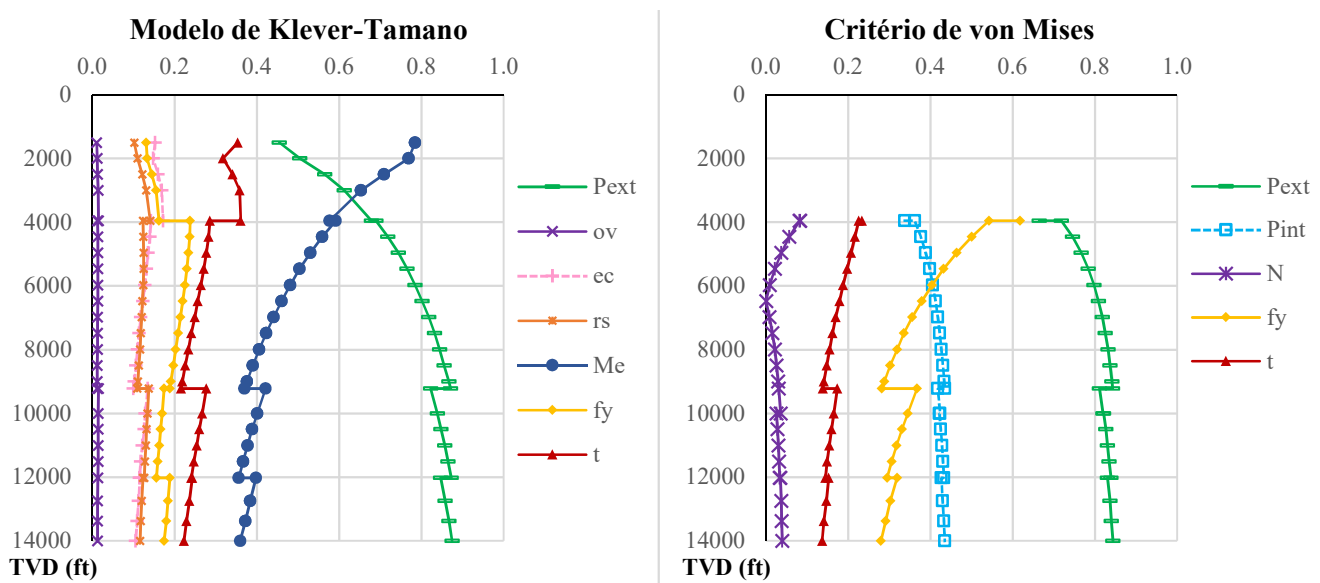 Modelo de Klever-Tamano
0.0 0.2 0.4 0.6 0.8 1.0
0
2000
4000
6000
8000
10000
12000
14000
TVD (ft)
Pext
ov
ec
rs
Me
fy
t
Critério de von Mises
0.0 0.2 0.4 0.6 0.8 1.0
0
2000
4000
6000
8000
10000
12000
14000
TVD (ft)
Pext
Pint
N
fy
t